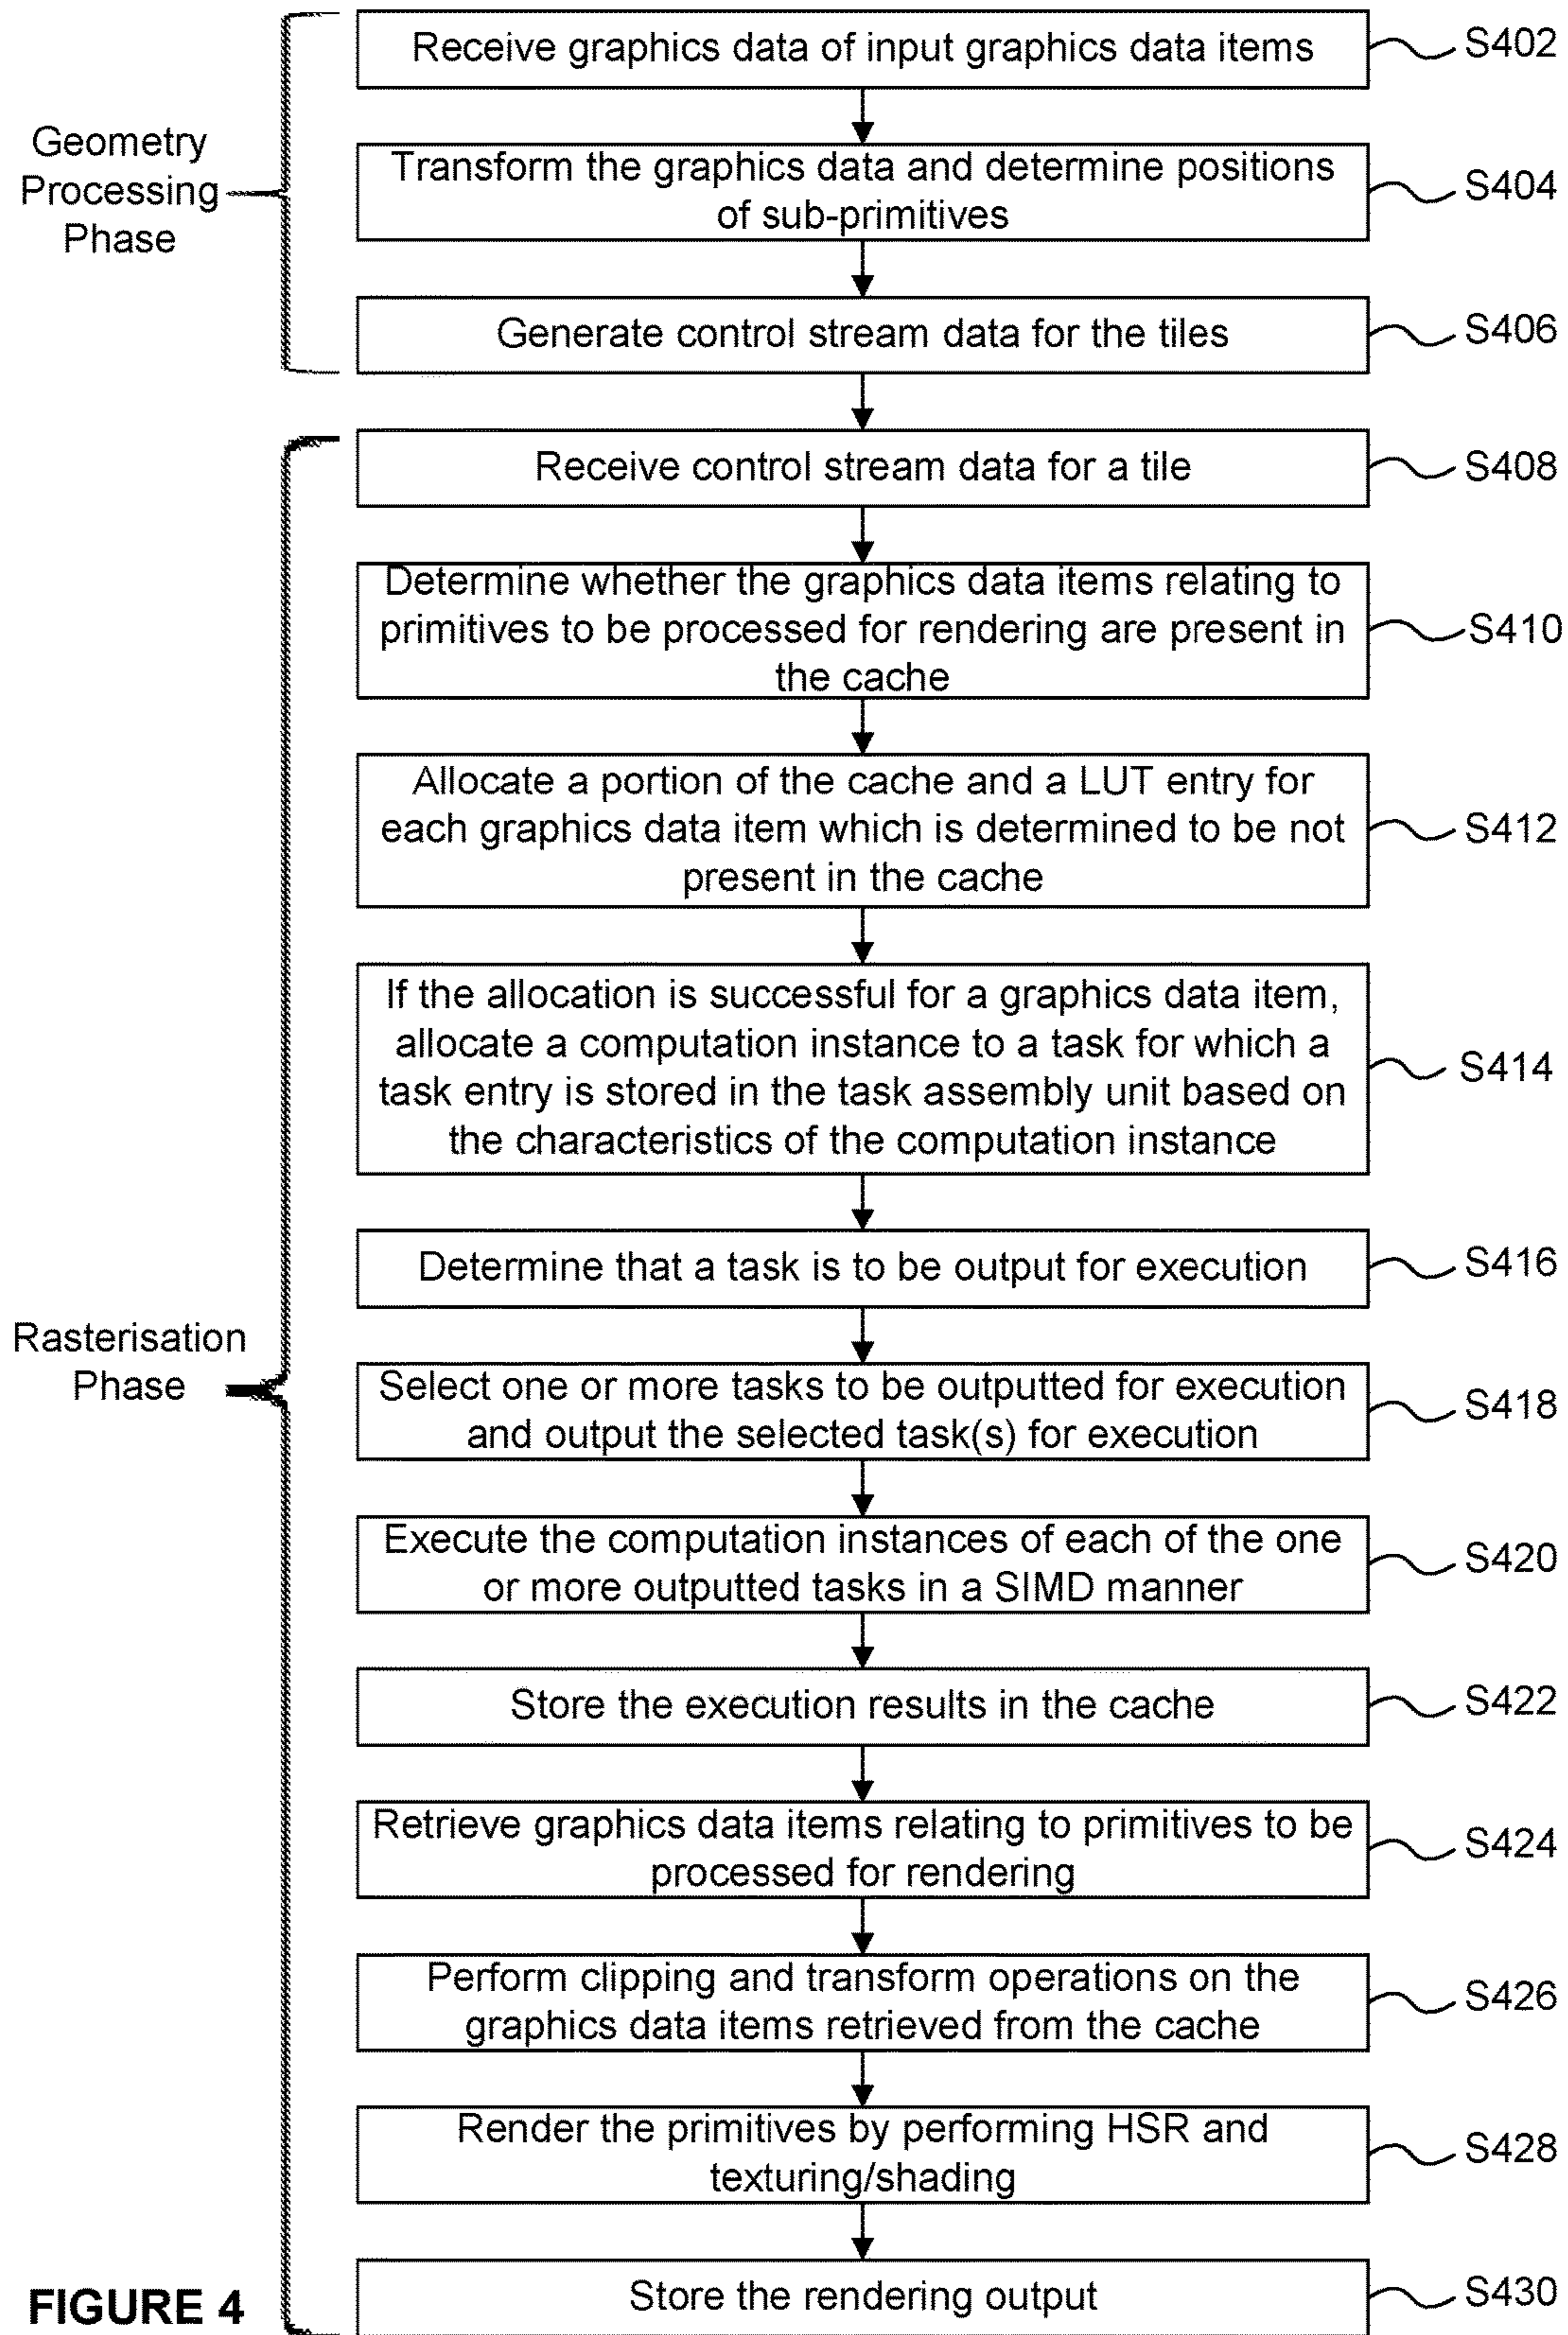 Receive graphics data of input graphics data items
S402
Geometry
Processing
Phase
Transform the graphics data and determine positions
of sub-primitives
S404
Generate control stream data for the tiles
S406
Receive control stream data for a tile
S408
Determine whether the graphics data items relating to
primitives to be processed for rendering are present in
the cache
S410
Allocate a portion of the cache and a LUT entry for
each graphics data item which is determined to be not
present in the cache
S412
If the allocation is successful for a graphics data item,
allocate a computation instance to a task for which a
task entry is stored in the task assembly unit based on
the characteristics of the computation instance
S414
Determine that a task is to be output for execution
S416
Rasterisation
Phase
Select one or more tasks to be outputted for execution
and output the selected task(s) for execution
S418
Execute the computation instances of each of the one
or more outputted tasks in a SIMD manner
S420
Store the execution results in the cache
S422
Retrieve graphics data items relating to primitives to be
processed for rendering
S424
Perform clipping and transform operations on the
graphics data items retrieved from the cache
S426
Render the primitives by performing HSR and
texturing/shading
S428
Store the rendering output
S430
FIGURE 4